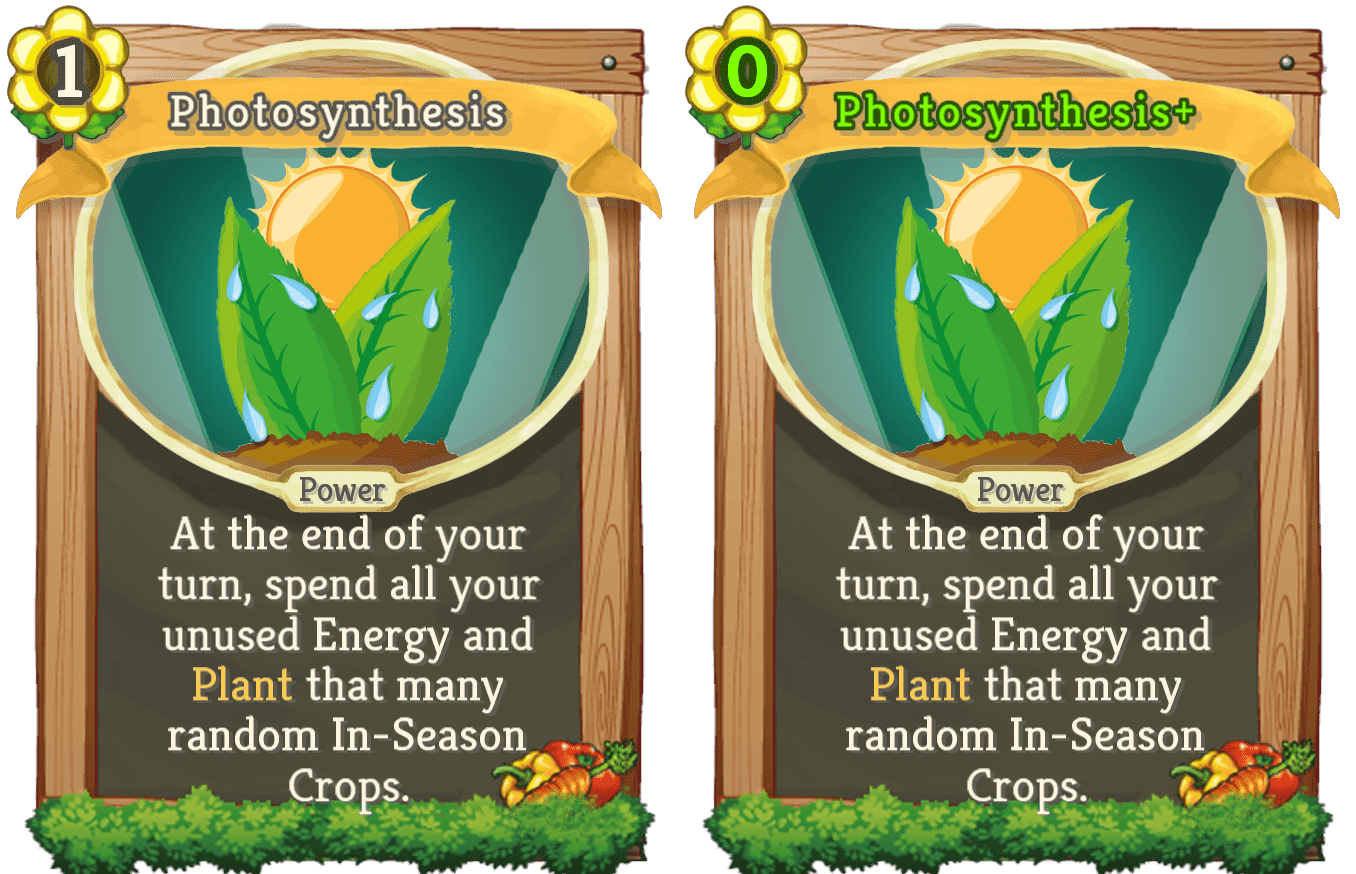 1
Photosynthesis
Power
At the end of your
turn, spend all your
unused Energy and
Plant that many
random In-Season
Crops.
0
Photosynthesis+
Power
At the end of your
turn, spend all your
unused Energy and
Plant that many
random In-Season
Crops.